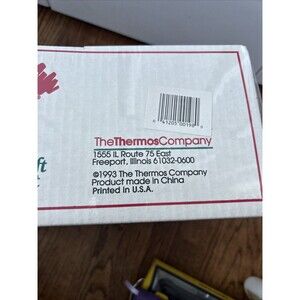 TheThermosCompany
1555 IL Route 75 East
Freeport, Illinois 61032-0600
©1993 The Thermos Company
Product made in China
Printed in U.S.A.